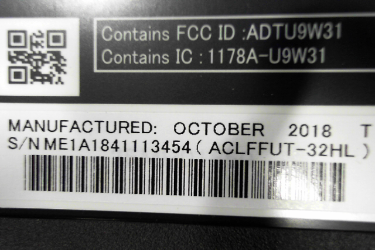 Contains FCC ID :ADTU9W31
Contains IC : 1178A-U9W31
MANUFACTURED: OCTOBER 2018 T
S/N ME1A1841113454 ( ACLFFUT-32HL )